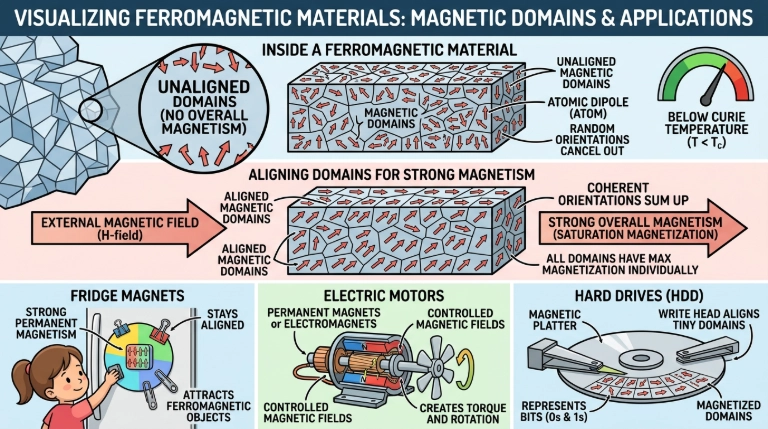 VISUALIZING FERROMAGNETIC MATERIALS: MAGNETIC DOMAINS & APPLICATIONS
INSIDE A FERROMAGNETIC MATERIAL
UNALIGNED
DOMAINS
(NO OVERALL
MAGNETISM)
MAGNETIC
DOMAINS
UNALIGNED
MAGNETIC
DOMAINS
ATOMIC DIPOLE
(ATOM)
RANDOM
ORIENTATIONS
CANCEL OUT
BELOW CURIE
TEMPERATURE
(T < Tc)
ALIGNING DOMAINS FOR STRONG MAGNETISM
EXTERNAL MAGNETIC FIELD
(H-field)
ALIGNED
MAGNETIC
DOMAINS
ALIGNED
MAGNETIC
DOMAINS
COHERENT
ORIENTATIONS SUM UP
STRONG OVERALL MAGNETISM
(SATURATION MAGNETIZATION)
ALL DOMAINS HAVE MAX
MAGNETIZATION INDIVIDUALLY
FRIDGE MAGNETS
STRONG
PERMANENT
MAGNETISM
STAYS
ALIGNED
ATTRACTS
FERROMAGNETIC
OBJECTS
ELECTRIC MOTORS
PERMANENT MAGNETS
or ELECTROMAGNETS
CONTROLLED
MAGNETIC FIELDS
CONTROLLED
MAGNETIC FIELDS
CREATES TORQUE
AND ROTATION
HARD DRIVES (HDD)
MAGNETIC
PLATTER
WRITE HEAD ALIGNS
TINY DOMAINS
REPRESENTS
BITS (0s & 1s)
MAGNETIZED
DOMAINS